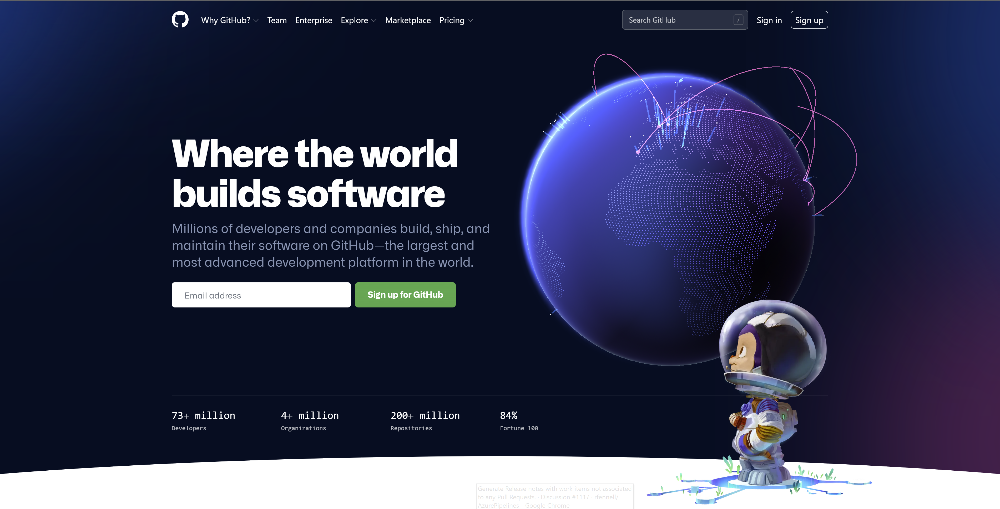 Why GitHub? Team Enterprise Explore Marketplace Pricing Search GitHub / Sign in Sign up
Where the world
builds software
Millions of developers and companies build, ship, and
maintain their software on GitHub—the largest and
most advanced development platform in the world.
Email address Sign up for GitHub
73+ million 4+ million 200+ million 84%
Developers Organizations Repositories Fortune 100
Generate Release notes with work items not associated
to any Pull Requests. · Discussion #1117 · rfennell/
AzurePipelines - Google Chrome